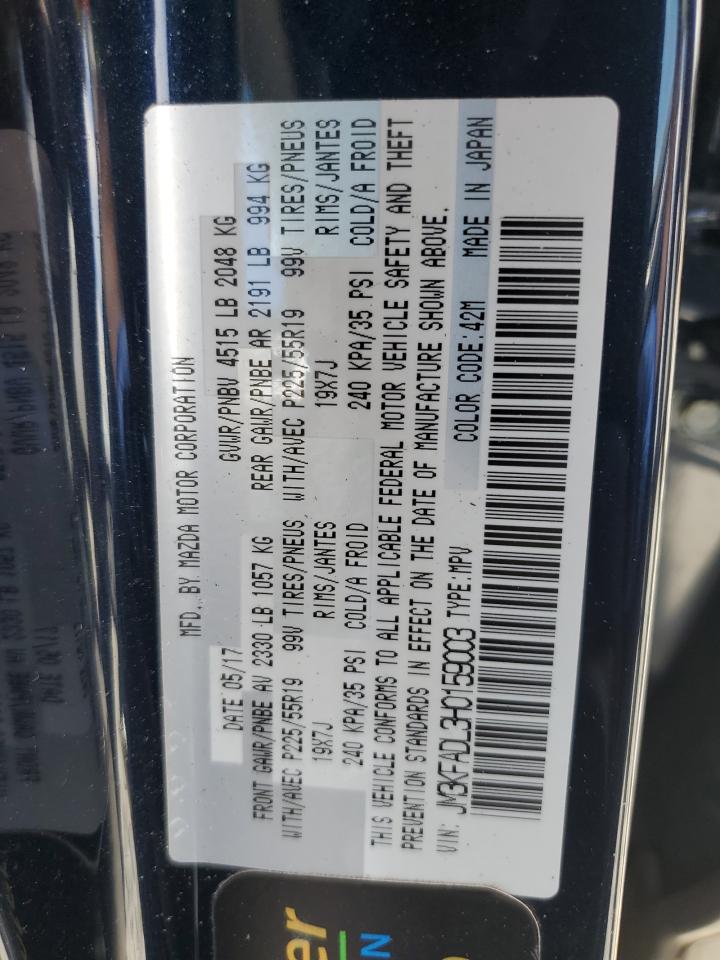 MFD. BY MAZDA MOTOR CORPORATION
DATE 05/17 GVWR/PNBV 4515 LB 2048 KG
FRONT GAWR/PNBE AV 2330 LB 1057 KG REAR GAWR/PNBE AR 2191 LB 994 KG
WITH/AVEC P225/55R19 99V TIRES/PNEUS, WITH/AVEC P225/55R19 99V TIRES/PNEUS
19X7J RIMS/JANTES 19X7J RIMS/JANTES
240 KPA/35 PSI COLD/A FROID 240 KPA/35 PSI COLD/A FROID
THIS VEHICLE CONFORMS TO ALL APPLICABLE FEDERAL MOTOR VEHICLE SAFETY AND THEFT
PREVENTION STANDARDS IN EFFECT ON THE DATE OF MANUFACTURE SHOWN ABOVE.
VIN: JM3KFADL3H0159003 TYPE:MPV COLOR CODE:42M MADE IN JAPAN
er
N